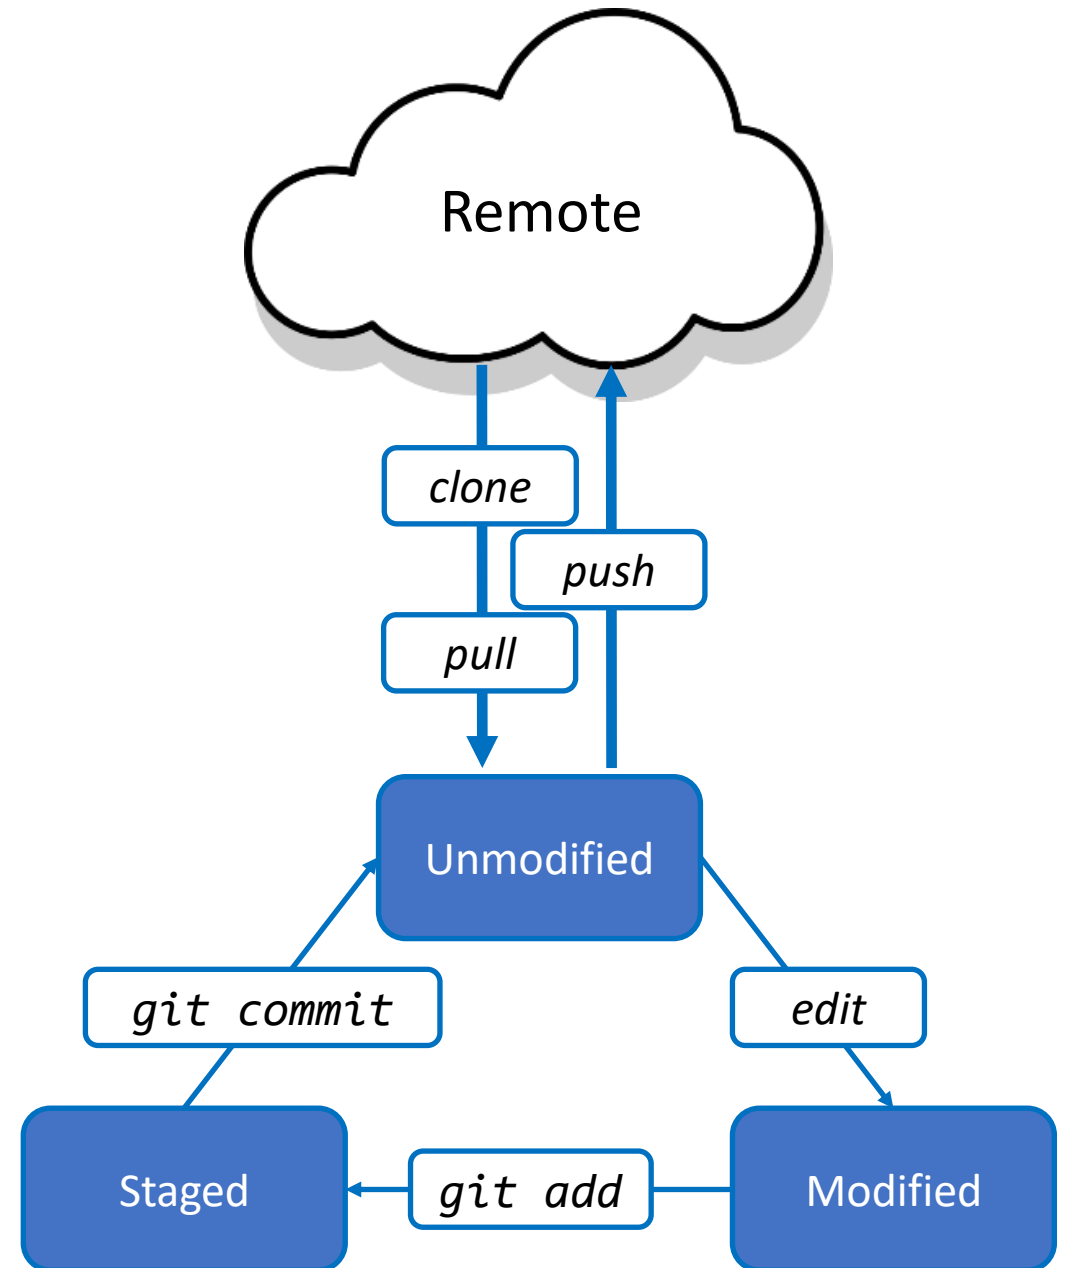 Remote
clone
push
pull
Unmodified
git commit
edit
Staged
git add
Modified